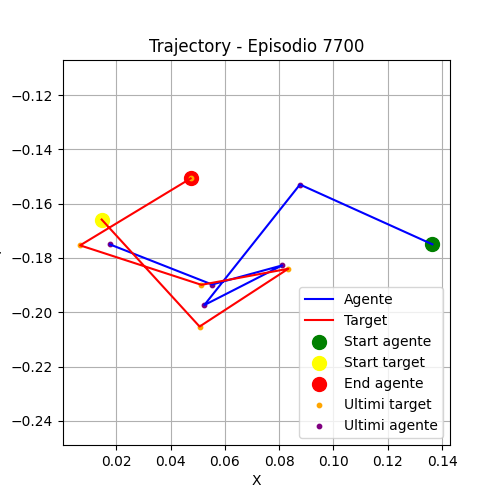 Trajectory - Episodio 7700
−0.12
−0.14
−0.16
−0.18
−0.20
−0.22
−0.24
Agente
Target
Start agente
Start target
End agente
Ultimi target
Ultimi agente
0.02 0.04 0.06 0.08 0.10 0.12 0.14
X